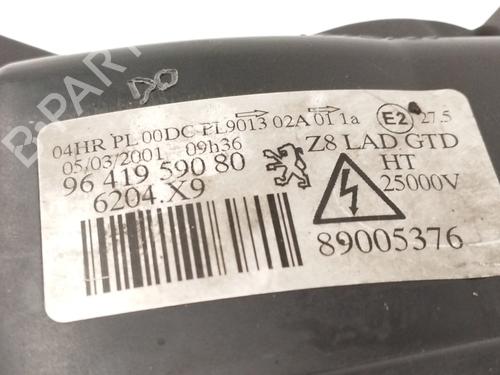 DO
04HR PL 00DC PL9013 02A 01 1a E2 27.5
05/03/2001 09h36 Z8 LAD GTD
96 419 590 80 HT
6204.X9 25000V
89005376